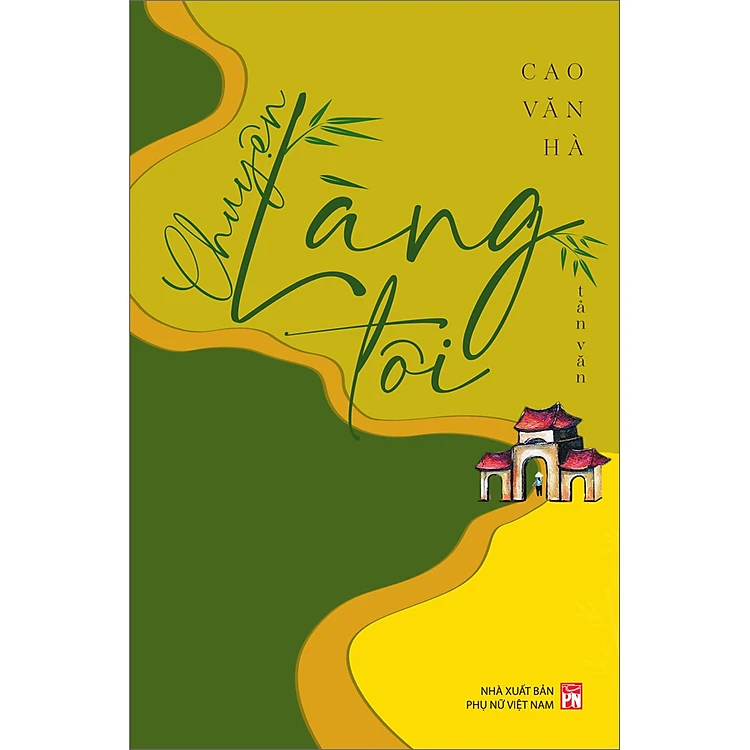 CAO
VĂN
HÀ
Chuyện
Làng
tôi
tản văn
NHÀ XUẤT BẢN
PHỤ NỮ VIỆT NAM
PN